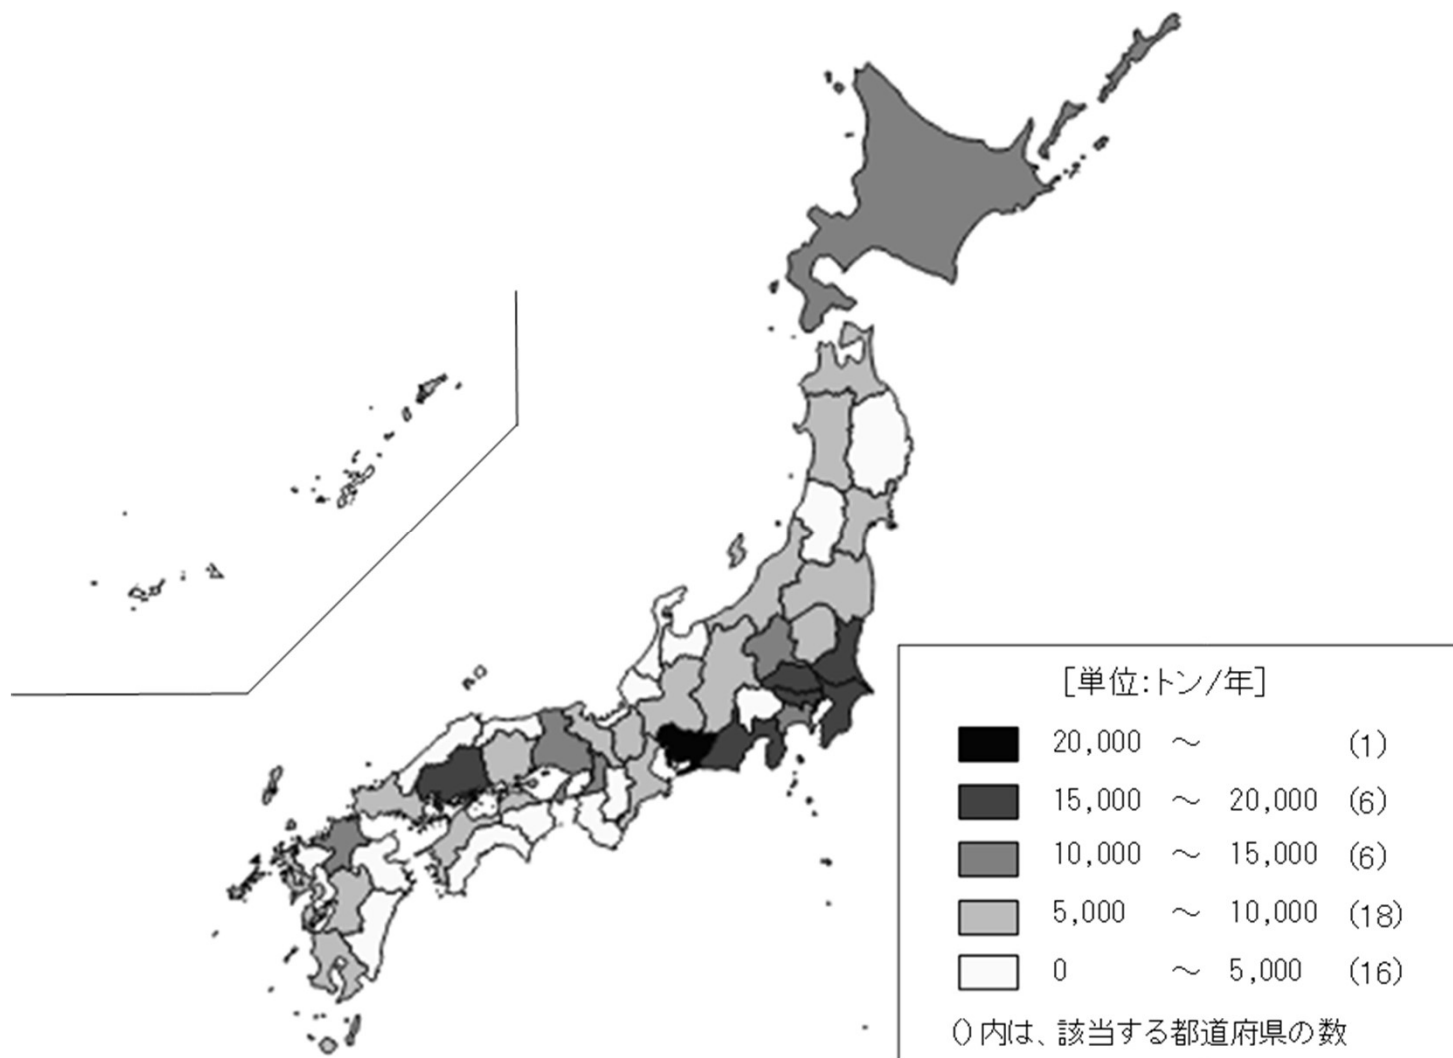 [単位:トン/年]
20,000 ～ (1)
15,000 ～ 20,000 (6)
10,000 ～ 15,000 (6)
5,000 ～ 10,000 (18)
0 ～ 5,000 (16)
()内は、該当する都道府県の数